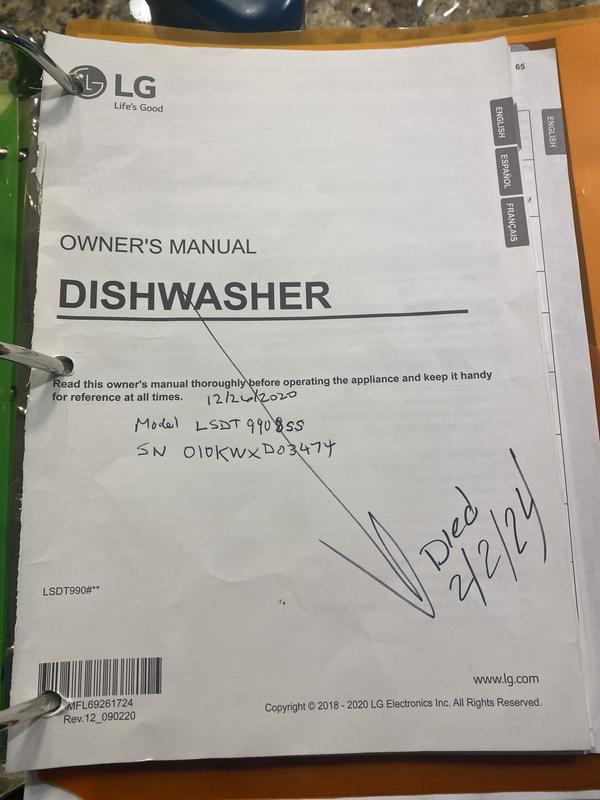 LG
Life's Good
65
ENGLISH
ENGLISH
ESPAÑOL
FRANÇAIS
OWNER'S MANUAL
DISHWASHER
Read this owner's manual thoroughly before operating the appliance and keep it handy
for reference at all times.
12/26/2020
Model LSDT990855
SN 010KWXD03474
Died
2/2/24
LSDT990#**
MFL69261724
Rev.12_090220
www.lg.com
Copyright © 2018 - 2020 LG Electronics Inc. All Rights Reserved.